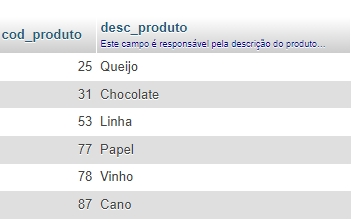 cod_produto desc_produto
Este campo é responsável pela descrição do produto...
25 Queijo
31 Chocolate
53 Linha
77 Papel
78 Vinho
87 Cano